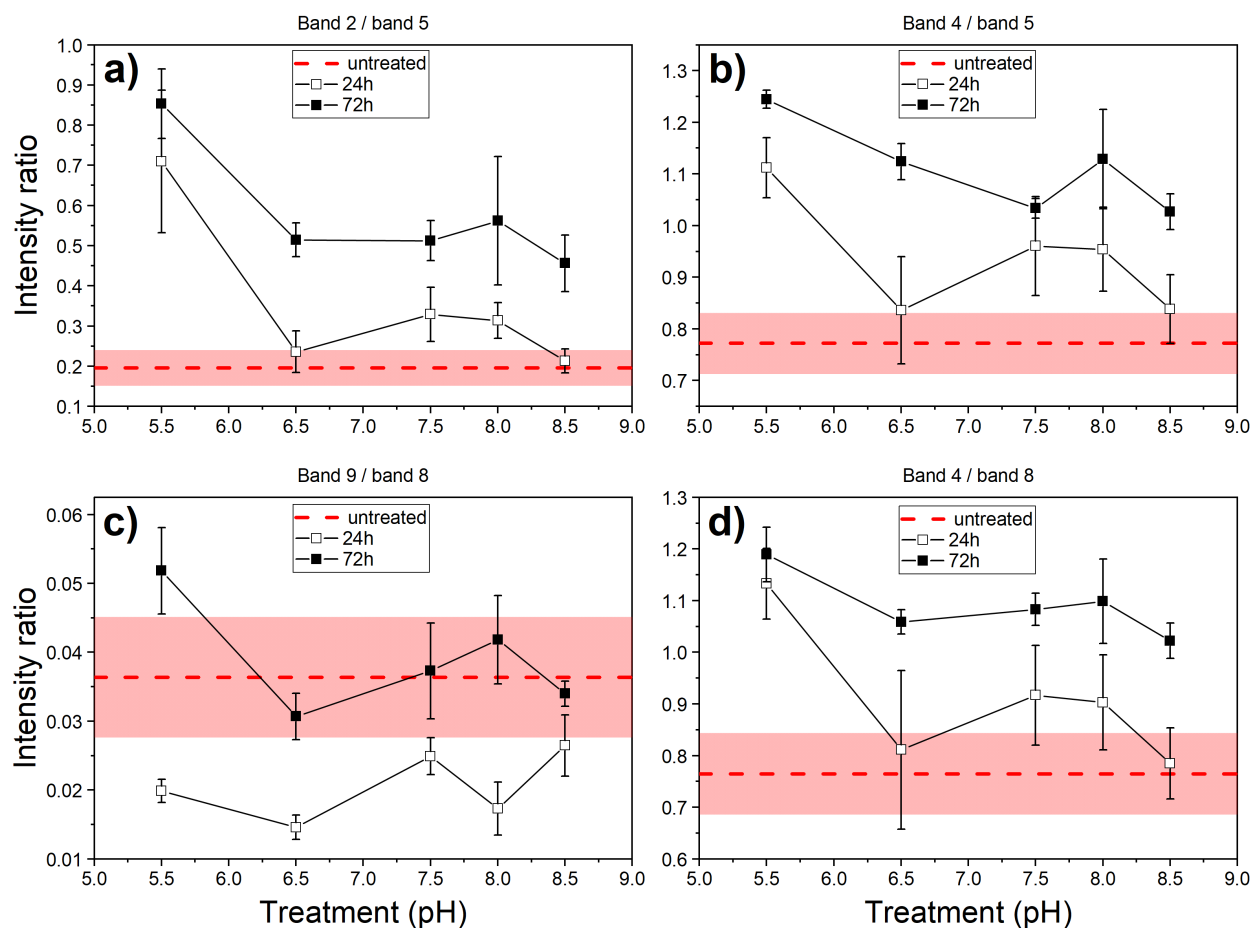 Band 2 / band 5
a)
untreated
24h
72h
Intensity ratio
1.0
0.9
0.8
0.7
0.6
0.5
0.4
0.3
0.2
0.1
5.0 5.5 6.0 6.5 7.0 7.5 8.0 8.5 9.0
Band 4 / band 5
b)
untreated
24h
72h
1.3
1.2
1.1
1.0
0.9
0.8
0.7
5.0 5.5 6.0 6.5 7.0 7.5 8.0 8.5 9.0
Band 9 / band 8
c)
untreated
24h
72h
Intensity ratio
0.06
0.05
0.04
0.03
0.02
0.01
5.0 5.5 6.0 6.5 7.0 7.5 8.0 8.5 9.0
Treatment (pH)
Band 4 / band 8
d)
untreated
24h
72h
1.3
1.2
1.1
1.0
0.9
0.8
0.7
0.6
5.0 5.5 6.0 6.5 7.0 7.5 8.0 8.5 9.0
Treatment (pH)